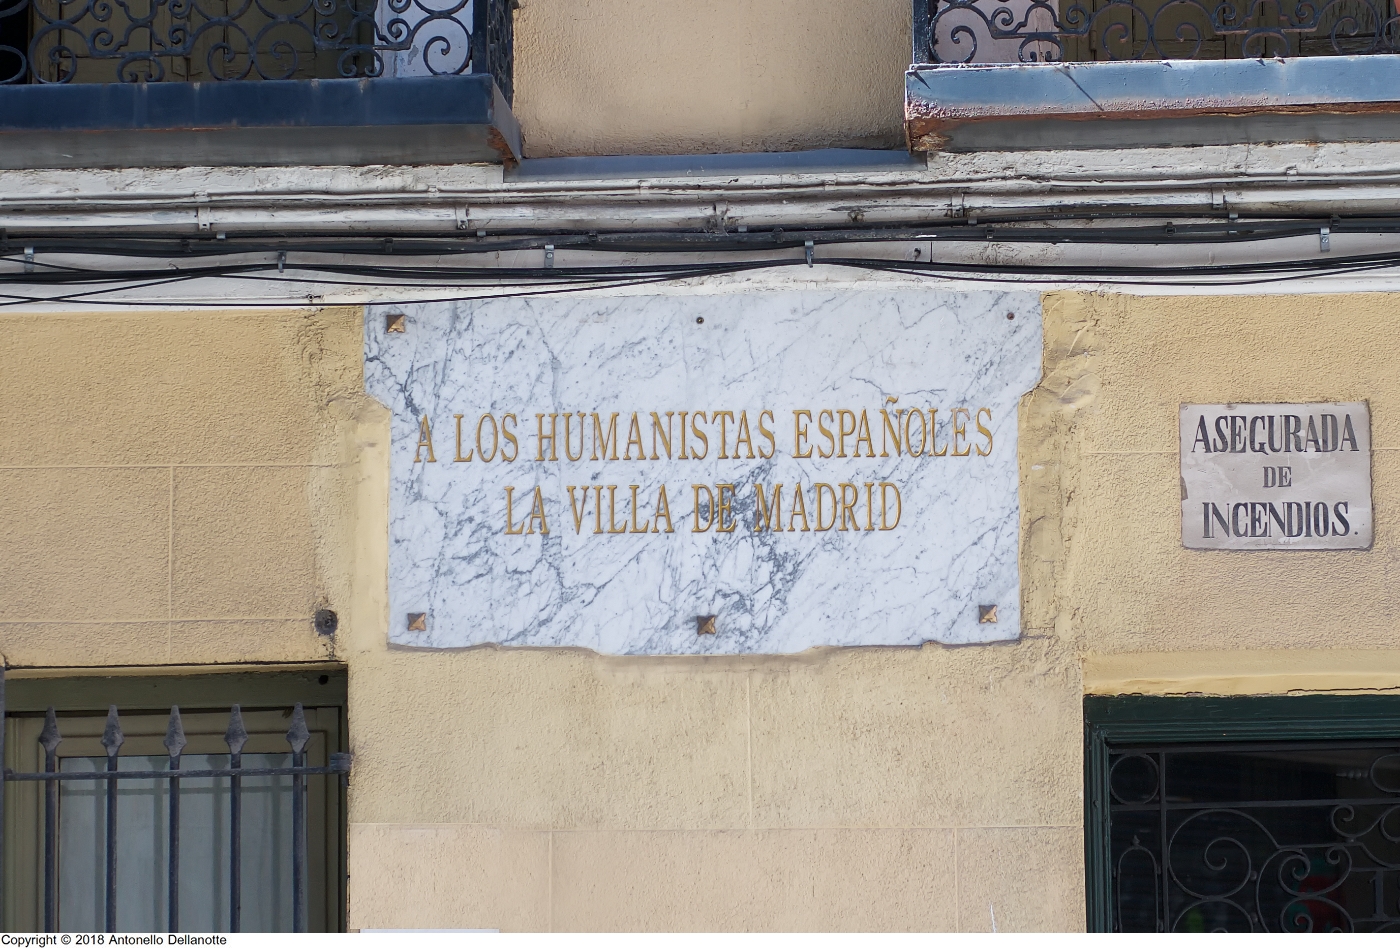 A LOS HUMANISTAS ESPAÑOLES
LA VILLA DE MADRID
ASEGURADA
DE
INCENDIOS.
Copyright © 2018 Antonello Dellanotte